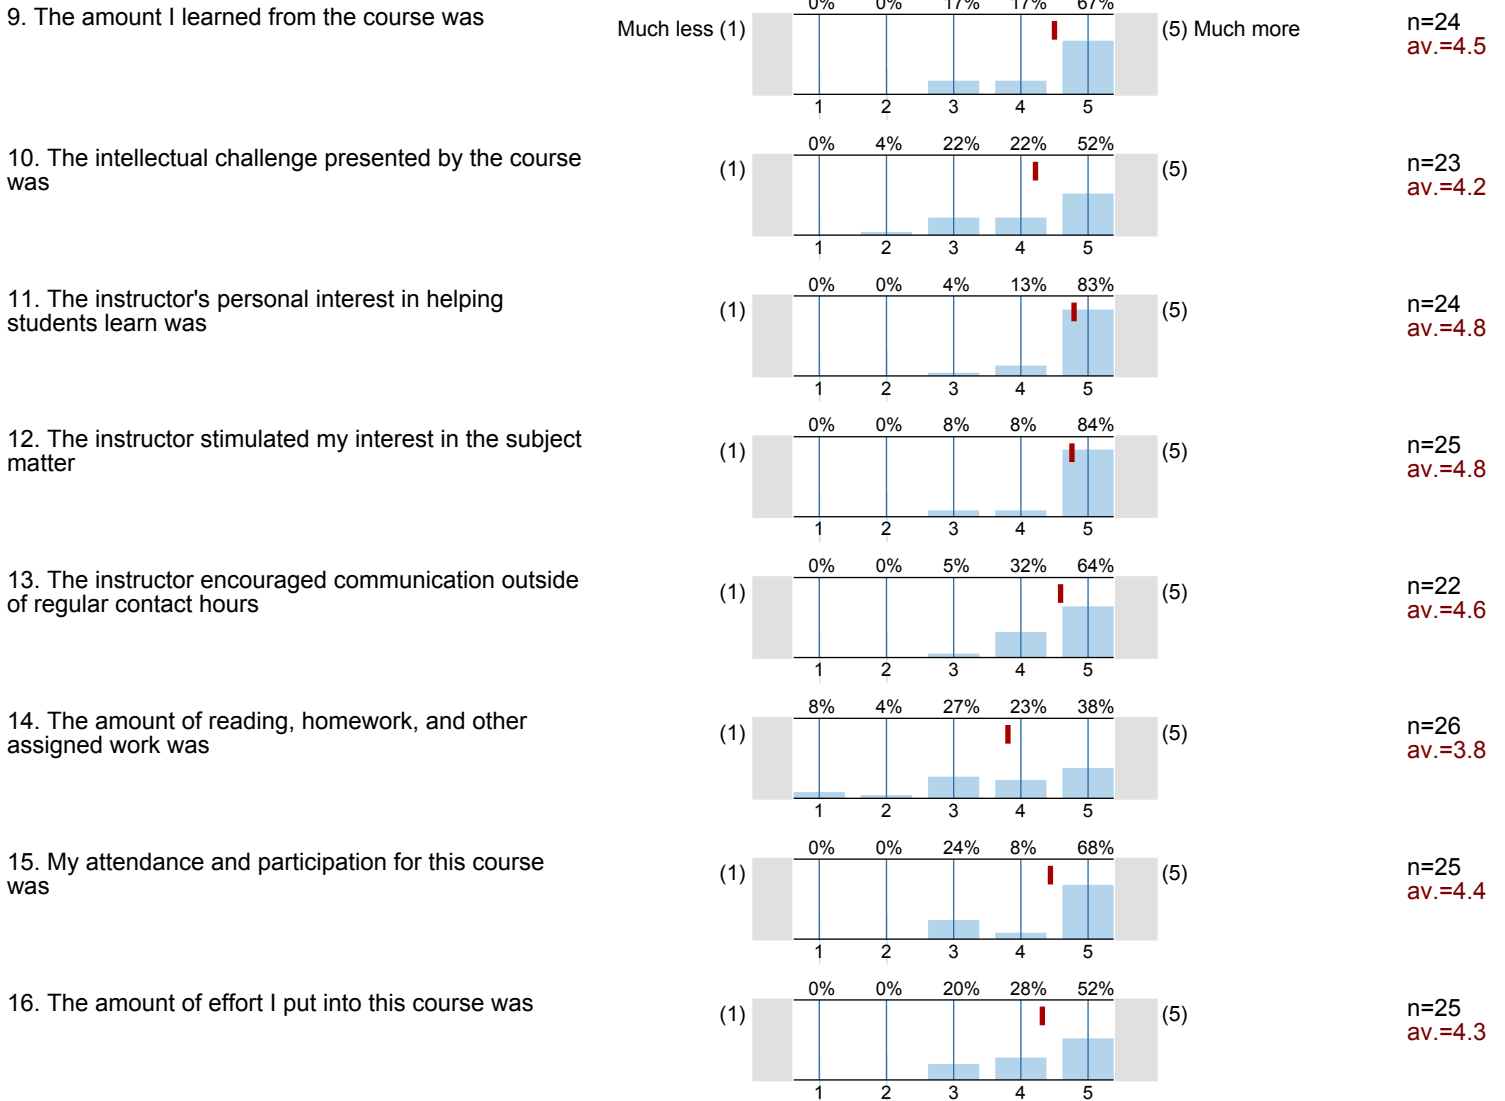 0% 0% 17% 17% 67%
9. The amount I learned from the course was
Much less (1) (5) Much more
n=24
av.=4.5
1 2 3 4 5
0% 4% 22% 22% 52%
10. The intellectual challenge presented by the course
was
(1) (5)
n=23
av.=4.2
1 2 3 4 5
0% 0% 4% 13% 83%
11. The instructor's personal interest in helping
students learn was
(1) (5)
n=24
av.=4.8
1 2 3 4 5
0% 0% 8% 8% 84%
12. The instructor stimulated my interest in the subject
matter
(1) (5)
n=25
av.=4.8
1 2 3 4 5
0% 0% 5% 32% 64%
13. The instructor encouraged communication outside
of regular contact hours
(1) (5)
n=22
av.=4.6
1 2 3 4 5
8% 4% 27% 23% 38%
14. The amount of reading, homework, and other
assigned work was
(1) (5)
n=26
av.=3.8
1 2 3 4 5
0% 0% 24% 8% 68%
15. My attendance and participation for this course
was
(1) (5)
n=25
av.=4.4
1 2 3 4 5
0% 0% 20% 28% 52%
16. The amount of effort I put into this course was
(1) (5)
n=25
av.=4.3
1 2 3 4 5